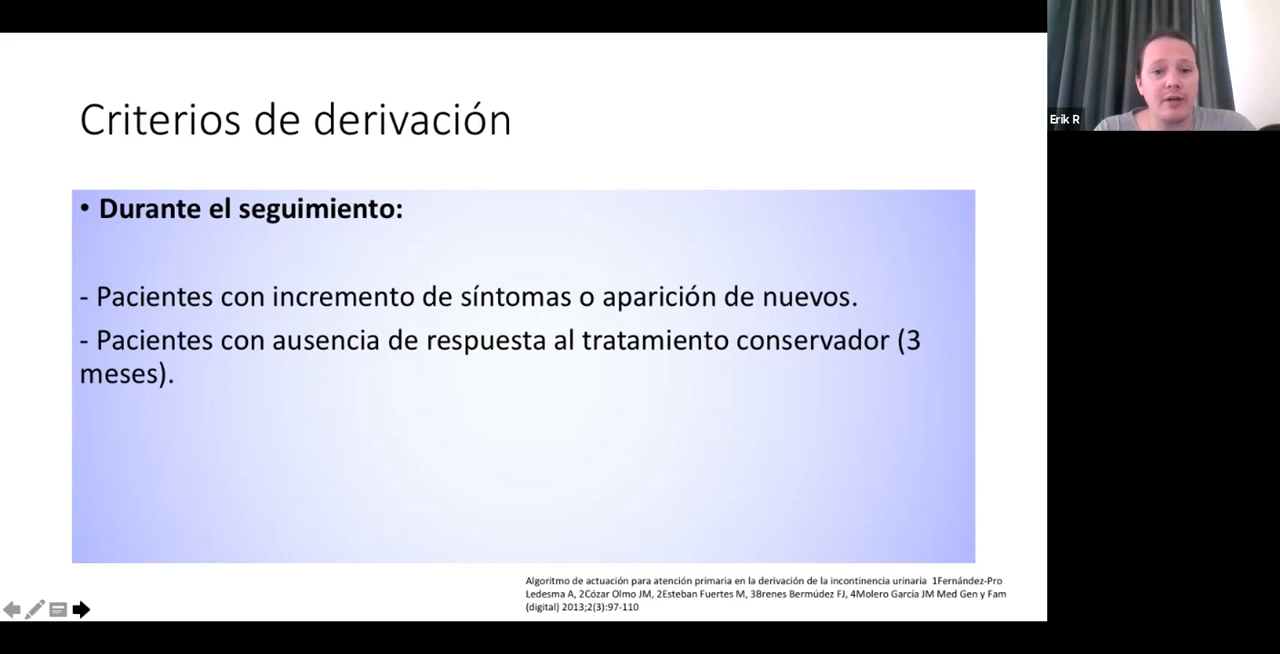 Criterios de derivación
• Durante el seguimiento:
- Pacientes con incremento de síntomas o aparición de nuevos.
- Pacientes con ausencia de respuesta al tratamiento conservador (3
meses).
Algoritmo de actuación para atención primaria en la derivación de la incontinencia urinaria 1Fernández-Pro
Ledesma A, 2Cózar Olmo JM, 2Esteban Fuertes M, 3Brenes Bermúdez FJ, 4Molero García JM Med Gen y Fam
(digital) 2013;2(3):97-110
Erik R